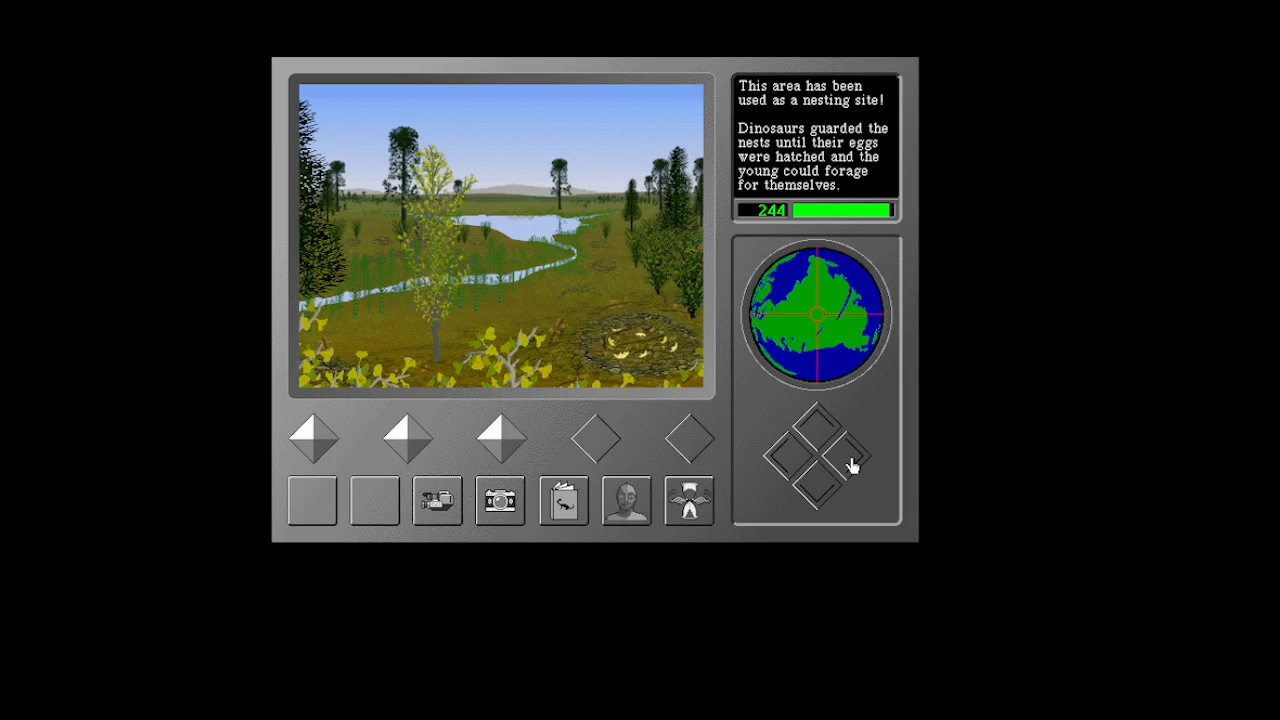 This area has been
used as a nesting site!
Dinosaurs guarded the
nests until their eggs
were hatched and the
young could forage
for themselves.
244